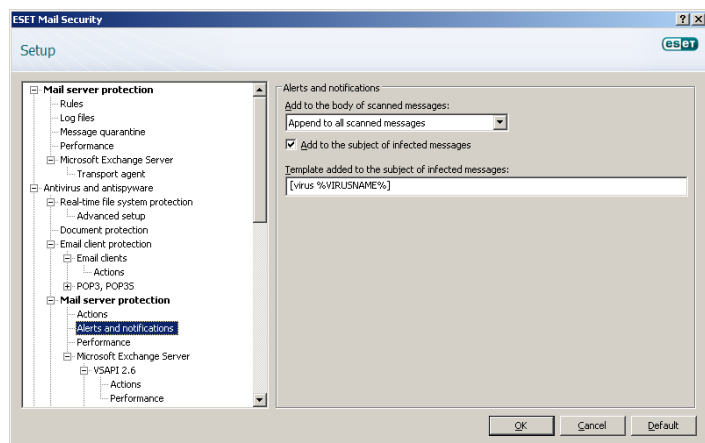 ESET Mail Security
Setup
eset
Mail server protection
Rules
Log files
Message quarantine
Performance
Microsoft Exchange Server
Transport agent
Antivirus and antispyware
Real-time file system protection
Advanced setup
Document protection
Email client protection
Email clients
Actions
POP3, POP3S
Mail server protection
Actions
Alerts and notifications
Performance
Microsoft Exchange Server
VSAPI 2.6
Actions
Performance
Alerts and notifications
Add to the body of scanned messages:
Append to all scanned messages
Add to the subject of infected messages
Template added to the subject of infected messages:
[virus %VIRUSNAME%]
OK
Cancel
Default